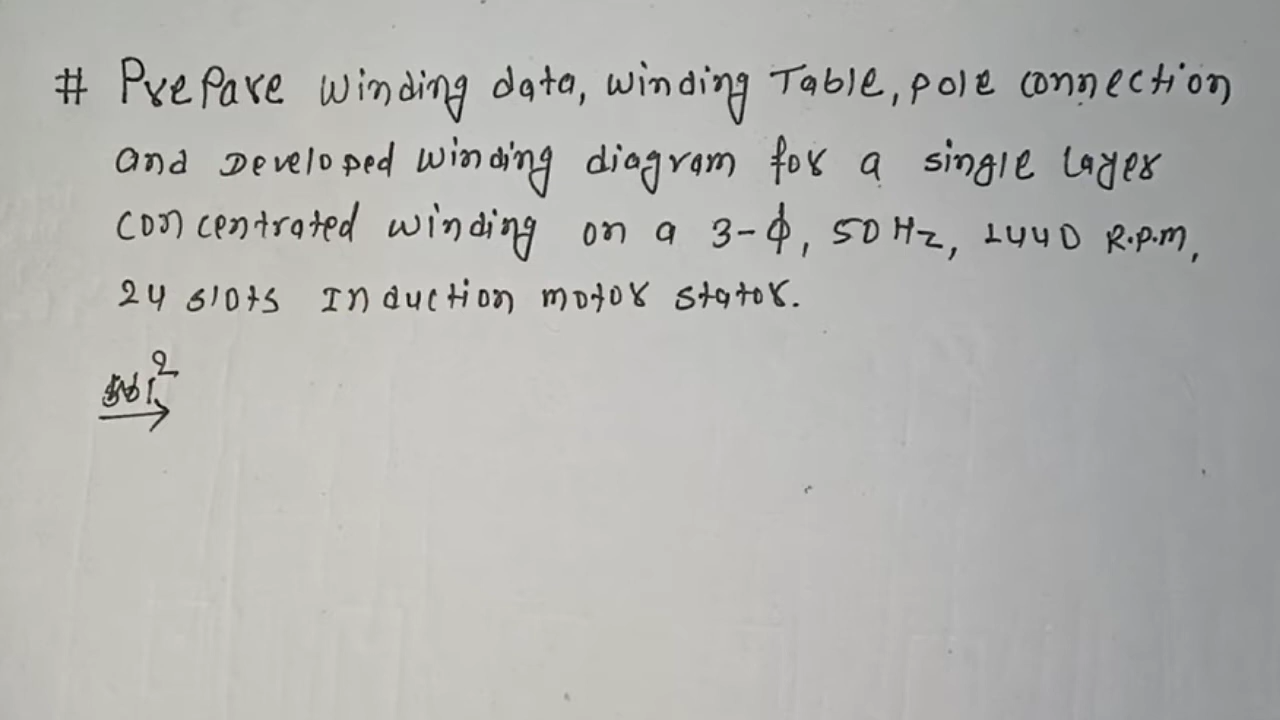 # Prepare winding data, winding Table, pole connection
and Developed winding diagram for a single layer
concentrated winding on a 3-ϕ, 50 Hz, 1440 R.p.m,
24 slots Induction motor stator.